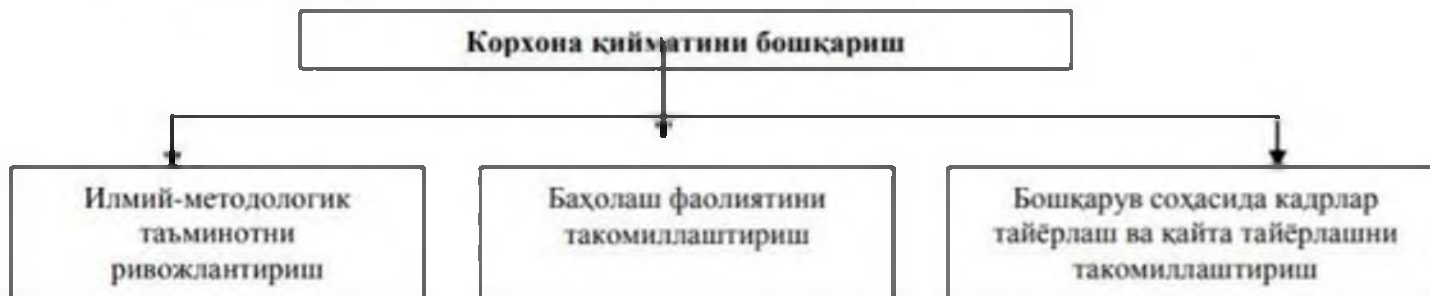 Корхона қийматини бошқариш
Илмий-методологик
таъминотни
ривожлантириш
Баҳолаш фаолиятини
такомиллаштириш
Бошқарув соҳасида кадрлар
тайёрлаш ва қайта тайёрлашни
такомиллаштириш